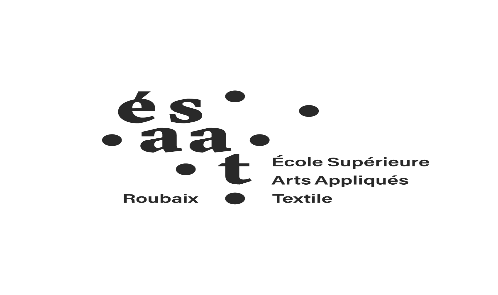 és
aa
t
École Supérieure
Arts Appliqués
Roubaix Textile